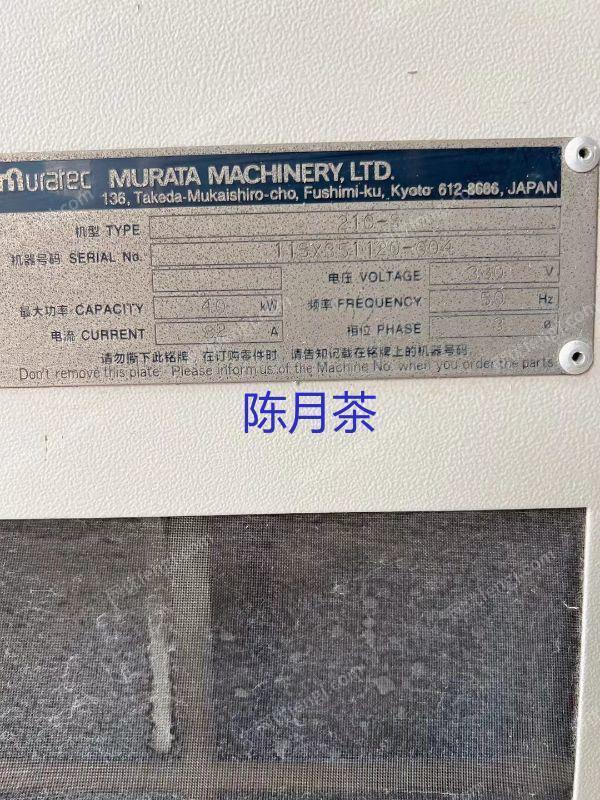 muratec MURATA MACHINERY, LTD.
136, Takeda-Mukaishiro-cho, Fushimi-ku, Kyoto 612-8686, JAPAN
机型 TYPE
机器号码 SERIAL No.
电压 VOLTAGE 380 V
最大功率 CAPACITY 40 kW
频率 FREQUENCY 50 Hz
电流 CURRENT 82 A
相位 PHASE 3 ø
请勿撕下此铭牌，在订购零件时，请告知记载在铭牌上的机器号码
Don't remove this plate. Please inform us of the Machine No. when you order the parts
陈月茶